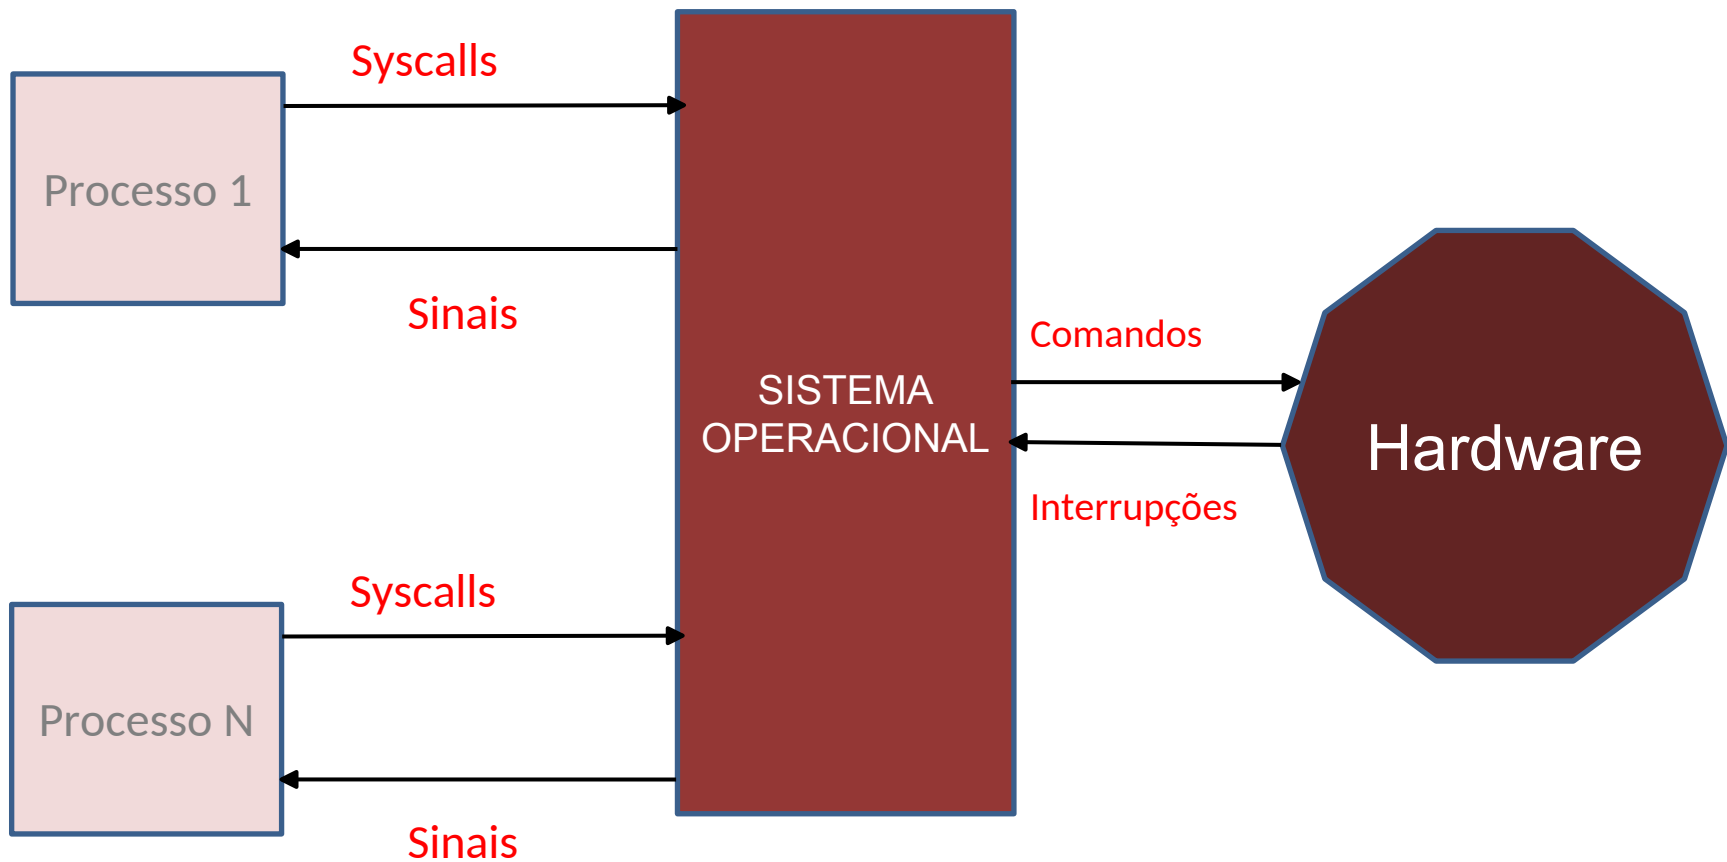 Syscalls
Processo 1
Sinais
SISTEMA
OPERACIONAL
Comandos
Interrupções
Hardware
Syscalls
Processo N
Sinais